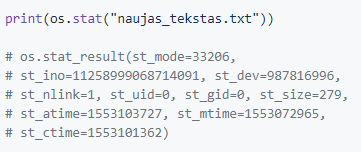 print(os.stat("naujas_tekstas.txt"))
# os.stat_result(st_mode=33206,
# st_ino=11258999068714091, st_dev=987816996,
# st_nlink=1, st_uid=0, st_gid=0, st_size=279,
# st_atime=1553103727, st_mtime=1553072965,
# st_ctime=1553101362)